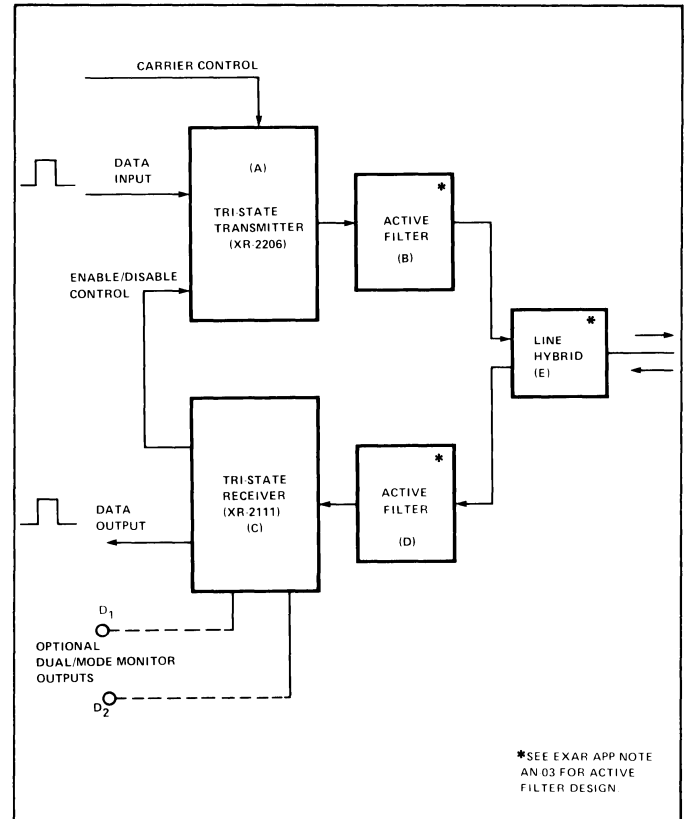 CARRIER CONTROL
DATA
INPUT
(A)
TRI-STATE
TRANSMITTER
(XR-2206)
*
ACTIVE
FILTER
(B)
ENABLE/DISABLE
CONTROL
*
LINE
HYBRID
(E)
TRI-STATE
RECEIVER
(XR-2111)
(C)
*
ACTIVE
FILTER
(D)
DATA
OUTPUT
D1
OPTIONAL
DUAL/MODE MONITOR
OUTPUTS
D2
*SEE EXAR APP NOTE
AN 03 FOR ACTIVE
FILTER DESIGN.